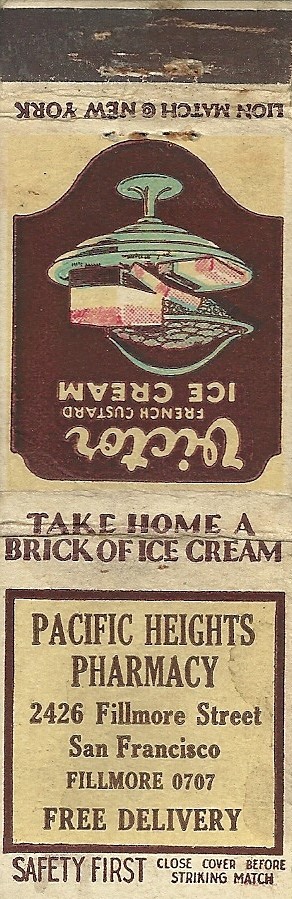 LION MATCH © NEW YORK
Victor
FRENCH CUSTARD
ICE CREAM
TAKE HOME A
BRICK OF ICE CREAM
PACIFIC HEIGHTS
PHARMACY
2426 Fillmore Street
San Francisco
FILLMORE 0707
FREE DELIVERY
SAFETY FIRST CLOSE COVER BEFORE
STRIKING MATCH